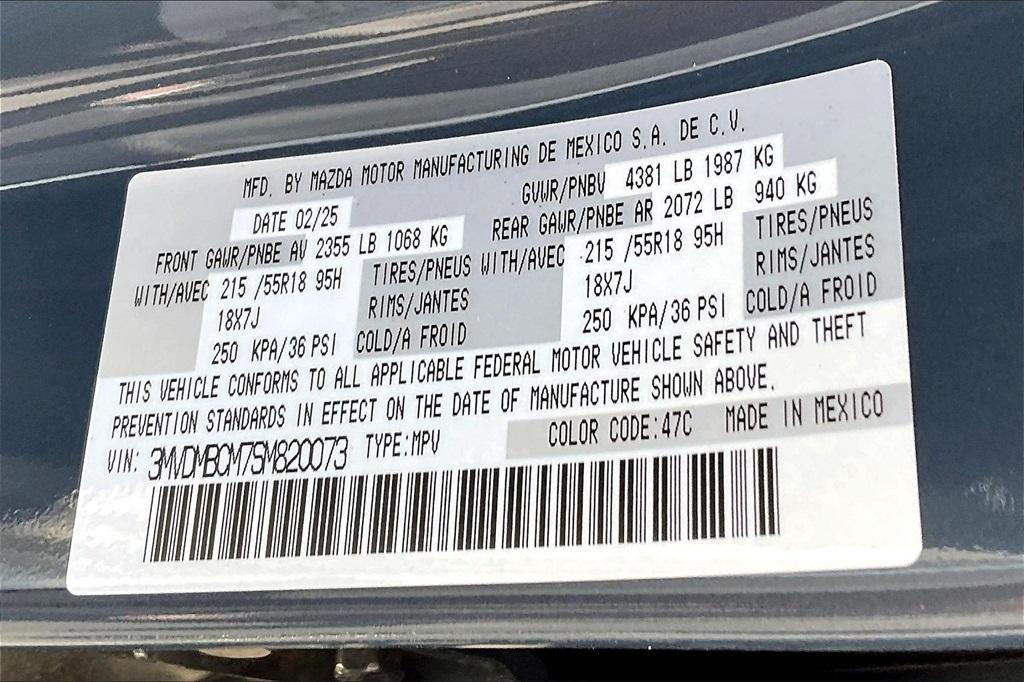 MFD. BY MAZDA MOTOR MANUFACTURING DE MEXICO S.A. DE C.V.
DATE 02/25 GVWR/PNBV 4381 LB 1987 KG
FRONT GAWR/PNBE AV 2355 LB 1068 KG REAR GAWR/PNBE AR 2072 LB 940 KG
WITH/AVEC 215 /55R18 95H TIRES/PNEUS WITH/AVEC 215 /55R18 95H TIRES/PNEUS
18X7J RIMS/JANTES 18X7J RIMS/JANTES
250 KPA/36 PSI COLD/A FROID 250 KPA/36 PSI COLD/A FROID
THIS VEHICLE CONFORMS TO ALL APPLICABLE FEDERAL MOTOR VEHICLE SAFETY AND THEFT
PREVENTION STANDARDS IN EFFECT ON THE DATE OF MANUFACTURE SHOWN ABOVE.
VIN: 3MVDMBCM7SM820073 TYPE:MPV COLOR CODE:47C MADE IN MEXICO